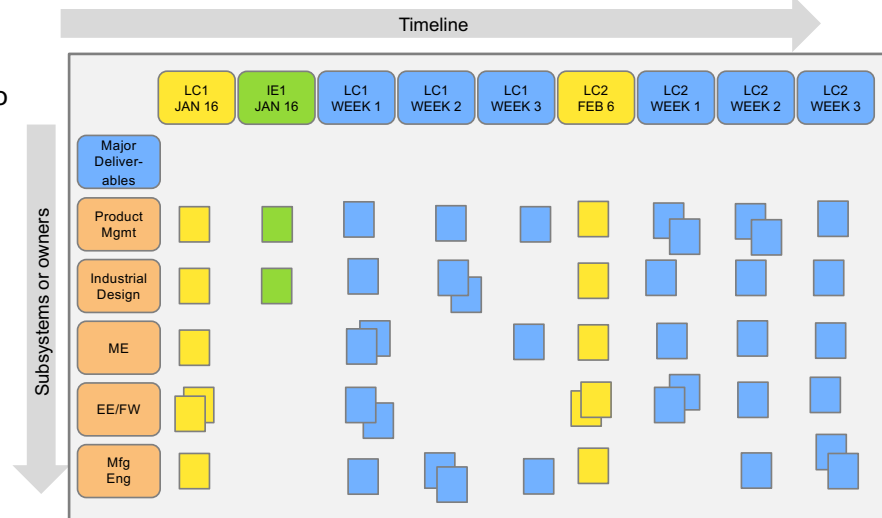 Timeline
o
LC1
JAN 16
IE1
JAN 16
LC1
WEEK 1
LC1
WEEK 2
LC1
WEEK 3
LC2
FEB 6
LC2
WEEK 1
LC2
WEEK 2
LC2
WEEK 3
Subsystems or owners
Major
Deliver-
ables
Product
Mgmt
Industrial
Design
ME
EE/FW
Mfg
Eng